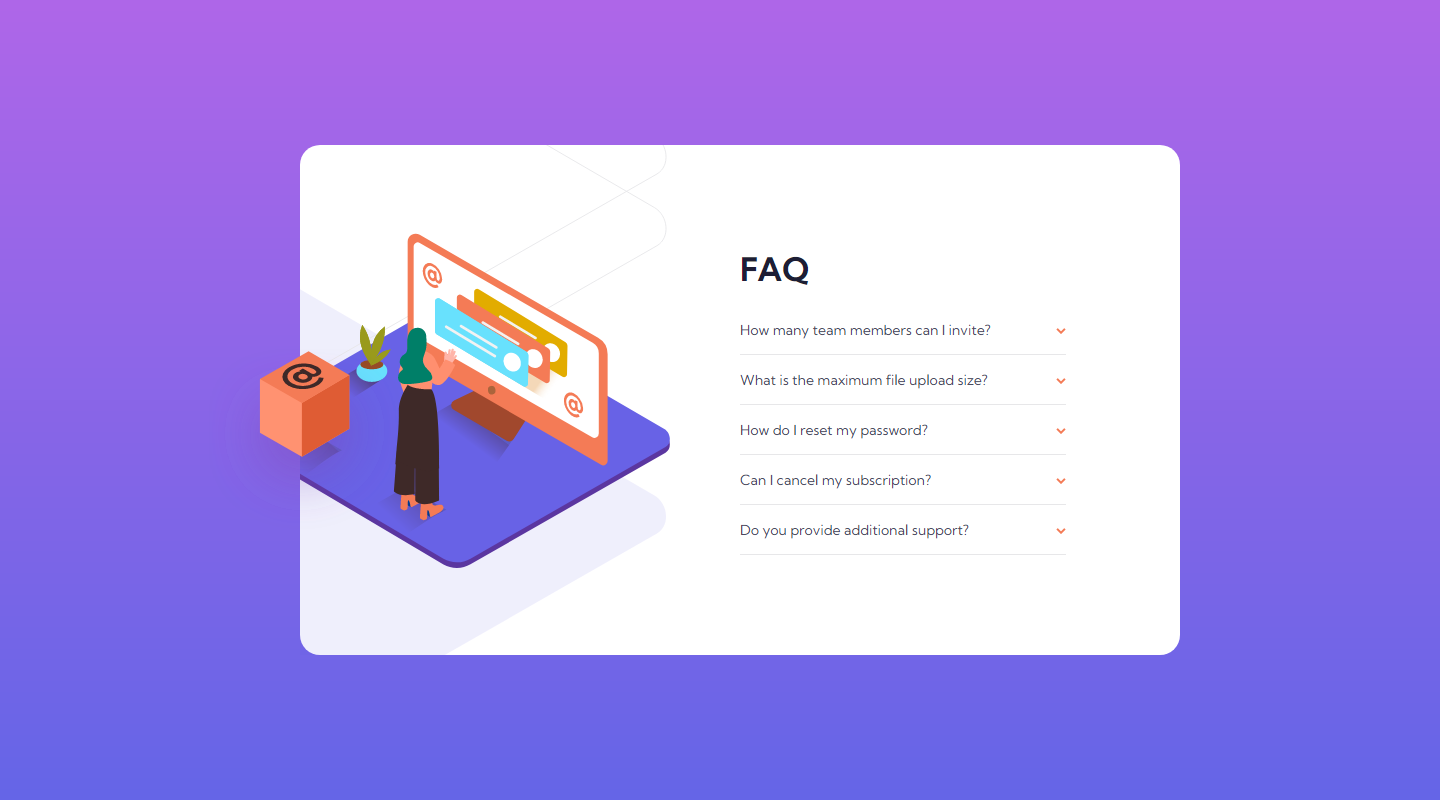 FAQ
How many team members can I invite?
What is the maximum file upload size?
How do I reset my password?
Can I cancel my subscription?
Do you provide additional support?
@
@
@